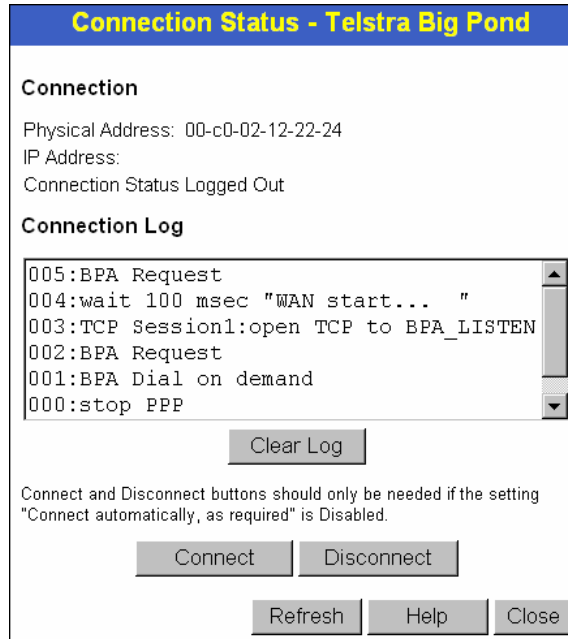 Connection Status - Telstra Big Pond
Connection
Physical Address: 00-c0-02-12-22-24
IP Address:
Connection Status Logged Out
Connection Log
005:BPA Request
004:wait 100 msec "WAN start... "
003:TCP Session1:open TCP to BPA_LISTEN
002:BPA Request
001:BPA Dial on demand
000:stop PPP
Clear Log
Connect and Disconnect buttons should only be needed if the setting
"Connect automatically, as required" is Disabled.
Connect Disconnect
Refresh Help Close